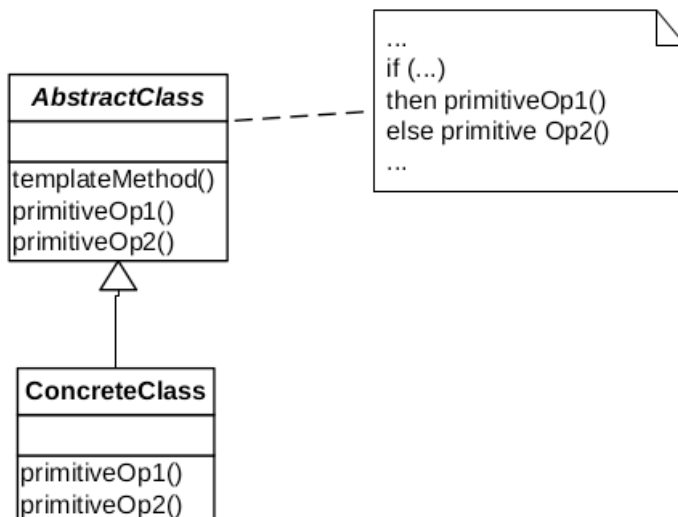 AbstractClass
templateMethod()
primitiveOp1()
primitiveOp2()
...
if (...)
then primitiveOp1()
else primitive Op2()
...
ConcreteClass
primitiveOp1()
primitiveOp2()